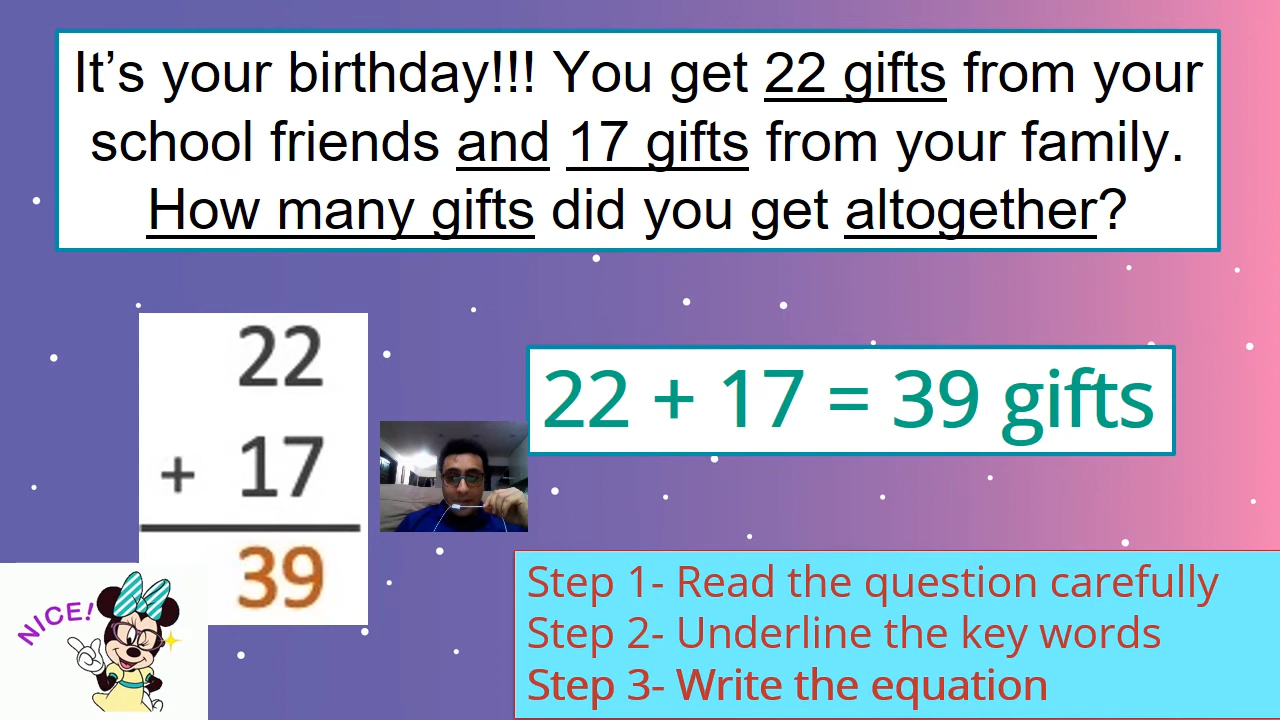 It’s your birthday!!! You get 22 gifts from your
school friends and 17 gifts from your family.
How many gifts did you get altogether?
22
+ 17
39
22 + 17 = 39 gifts
NICE!
Step 1- Read the question carefully
Step 2- Underline the key words
Step 3- Write the equation